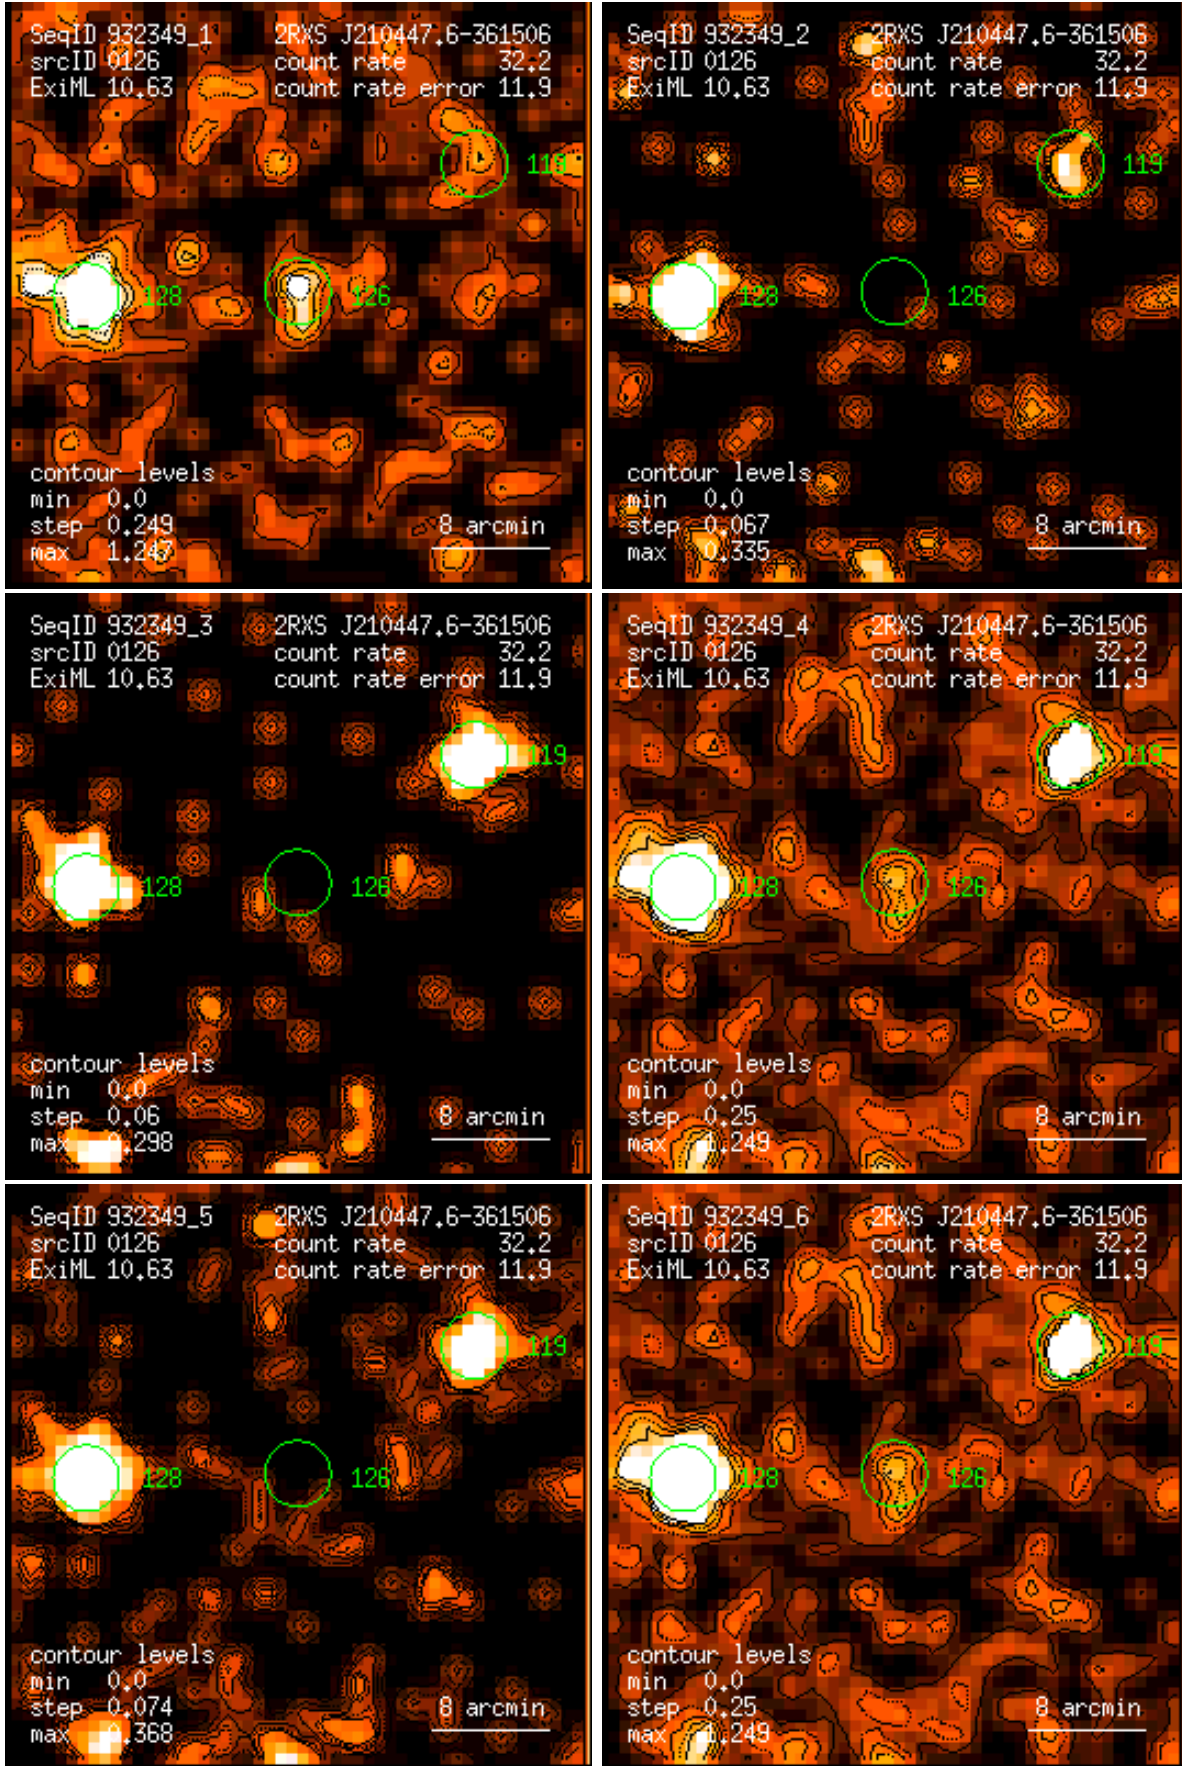 SeqID 932349_1 2RXS J210447.6-361506
srcID 0126 count rate 32.2
ExiML 10.63 count rate error 11.9
119
128 126
contour levels
min 0.0
step 0.249 8 arcmin
max 1.247
SeqID 932349_2 2RXS J210447.6-361506
srcID 0126 count rate 32.2
ExiML 10.63 count rate error 11.9
119
128 126
contour levels
min 0.0
step 0.067 8 arcmin
max 0.335
SeqID 932349_3 2RXS J210447.6-361506
srcID 0126 count rate 32.2
ExiML 10.63 count rate error 11.9
119
128 126
contour levels
min 0.0
step 0.06 8 arcmin
max 0.298
SeqID 932349_4 2RXS J210447.6-361506
srcID 0126 count rate 32.2
ExiML 10.63 count rate error 11.9
119
128 126
contour levels
min 0.0
step 0.25 8 arcmin
max 1.249
SeqID 932349_5 2RXS J210447.6-361506
srcID 0126 count rate 32.2
ExiML 10.63 count rate error 11.9
119
128 126
contour levels
min 0.0
step 0.074 8 arcmin
max 0.368
SeqID 932349_6 2RXS J210447.6-361506
srcID 0126 count rate 32.2
ExiML 10.63 count rate error 11.9
119
128 126
contour levels
min 0.0
step 0.25 8 arcmin
max 1.249